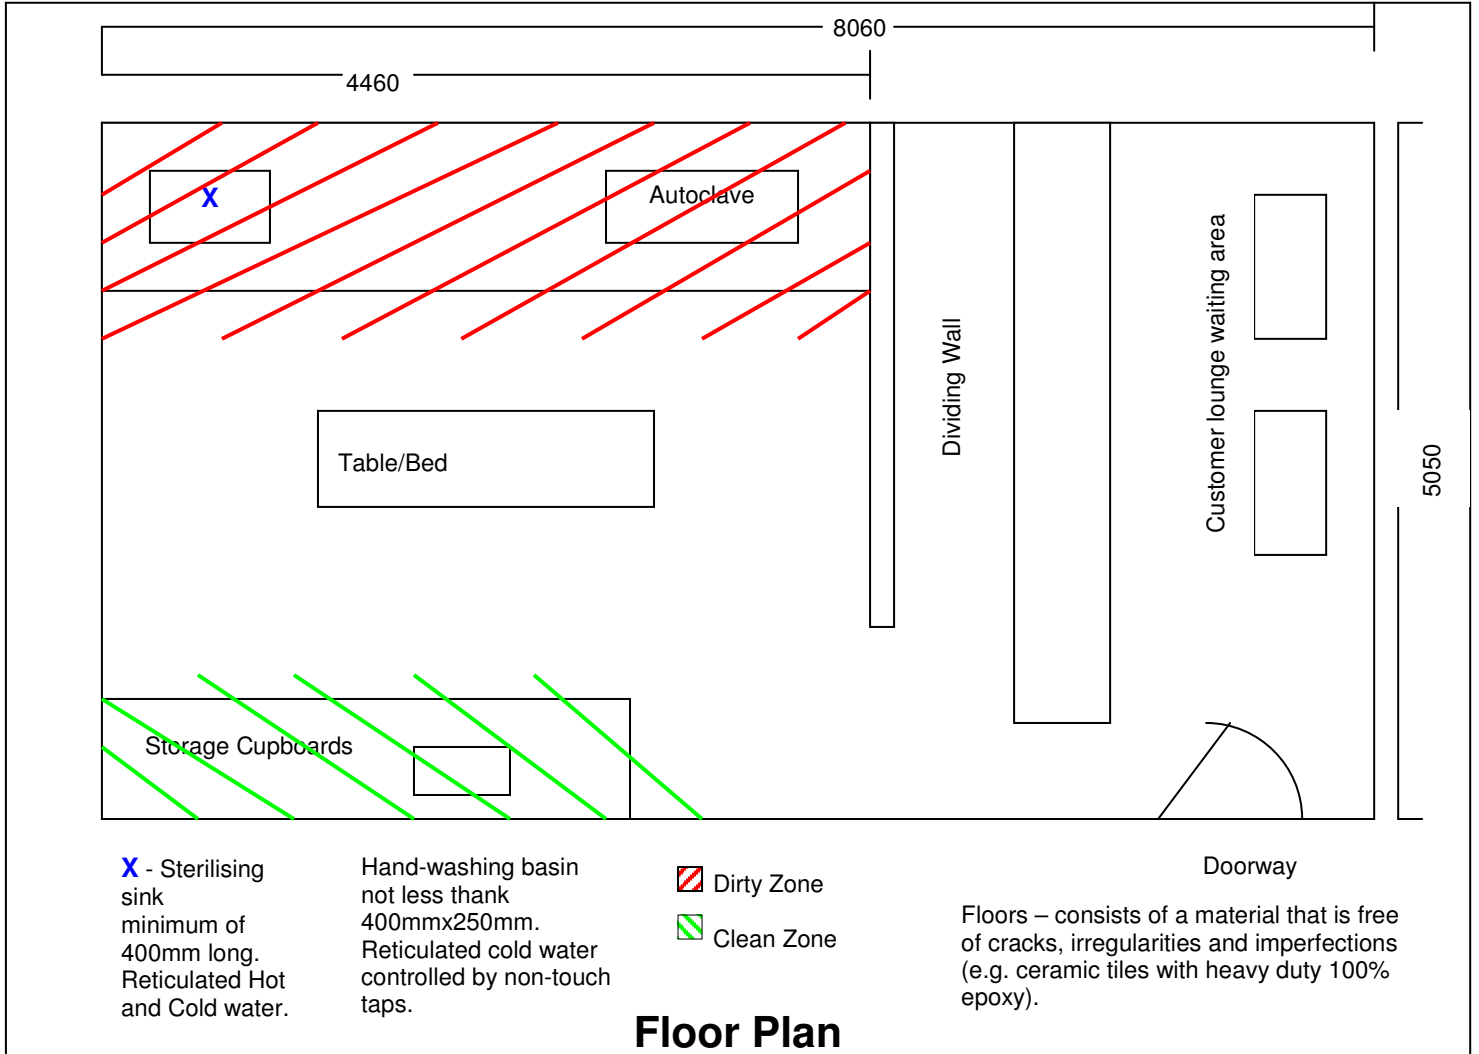 8060
4460
X
Autoclave
Dividing Wall
Customer lounge waiting area
5050
Table/Bed
Storage Cupboards
X - Sterilising
sink
minimum of
400mm long.
Reticulated Hot
and Cold water.
Hand-washing basin
not less thank
400mmx250mm.
Reticulated cold water
controlled by non-touch
taps.
Dirty Zone
Clean Zone
Doorway
Floors – consists of a material that is free
of cracks, irregularities and imperfections
(e.g. ceramic tiles with heavy duty 100%
epoxy).
Floor Plan